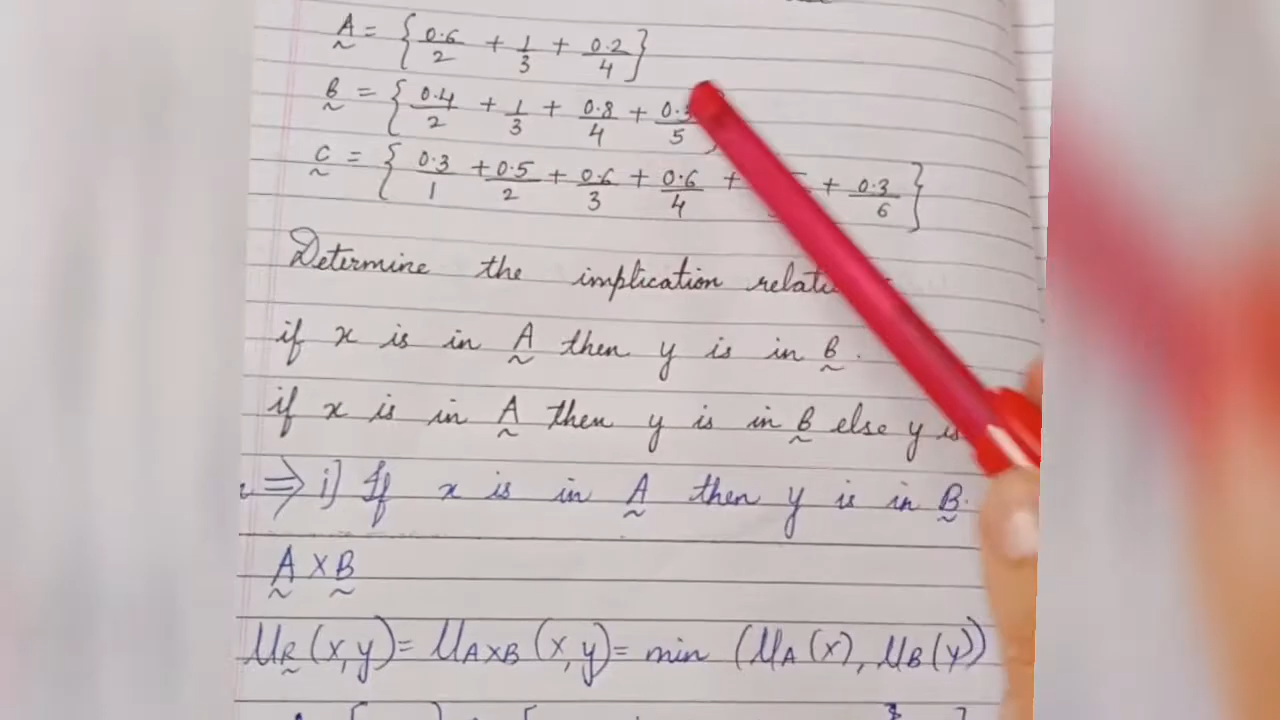 A = { 0.6/2 + 1/3 + 0.2/4 }
B = { 0.4/2 + 1/3 + 0.8/4 + 0.3/5 }
C = { 0.3/1 + 0.5/2 + 0.6/3 + 0.6/4 + + 0.3/6 }
Determine the implication
if x is in A then y is in B.
if x is in A then y is in B else y is
⇒ i] If x is in A then y is in B.
A X B
μR (x,y) = μAXB (x,y) = min (μA(x), μB(y))